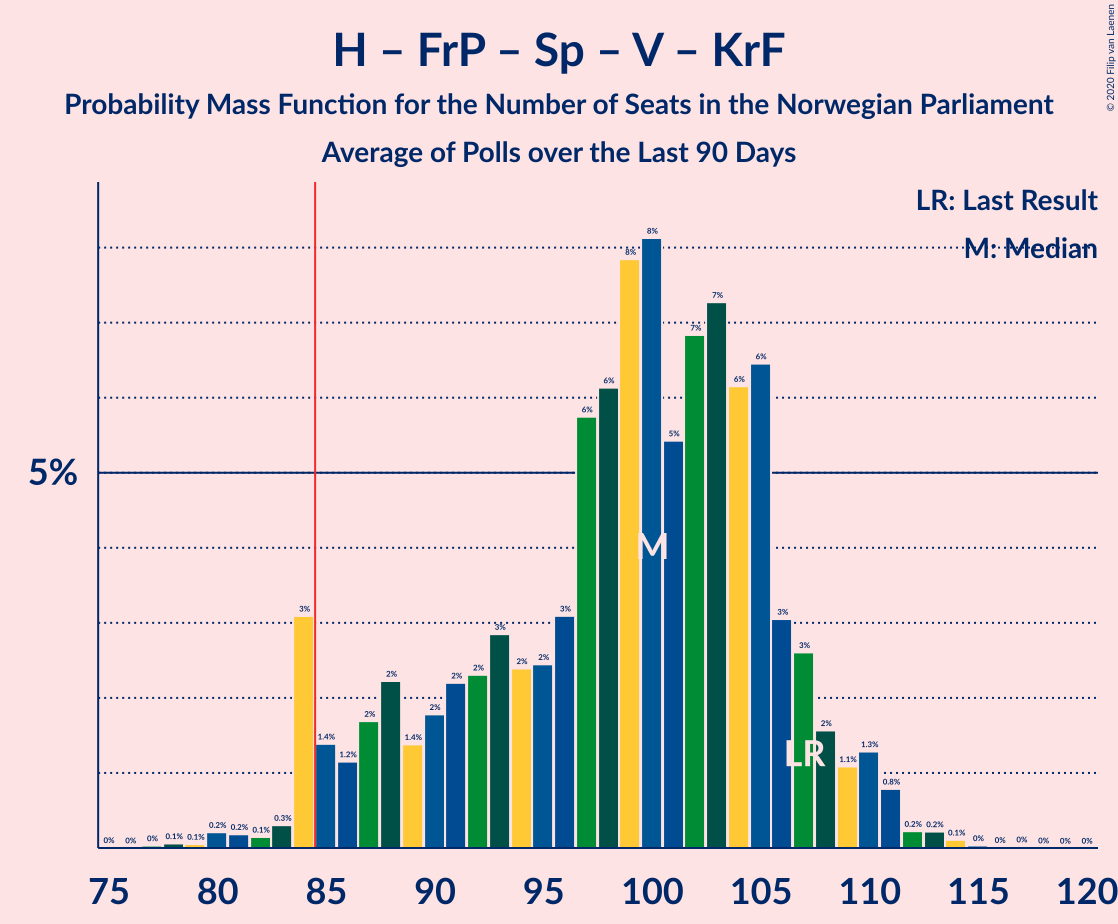 H – FrP – Sp – V – KrF
Probability Mass Function for the Number of Seats in the Norwegian Parliament
Average of Polls over the Last 90 Days
© 2020 Filip van Laenen
LR: Last Result
M: Median
5%
0% 0% 0% 0.1% 0.1% 0.2% 0.2% 0.1% 0.3% 3% 1.4% 1.2% 2% 2% 1.4% 2% 2% 2% 3% 2% 2% 3% 6% 6% 8% 8% 5% 7% 7% 6% 6% 3% 3% 2% 1.1% 1.3% 0.8% 0.2% 0.2% 0.1% 0% 0% 0% 0% 0% 0%
M
LR
75 80 85 90 95 100 105 110 115 120